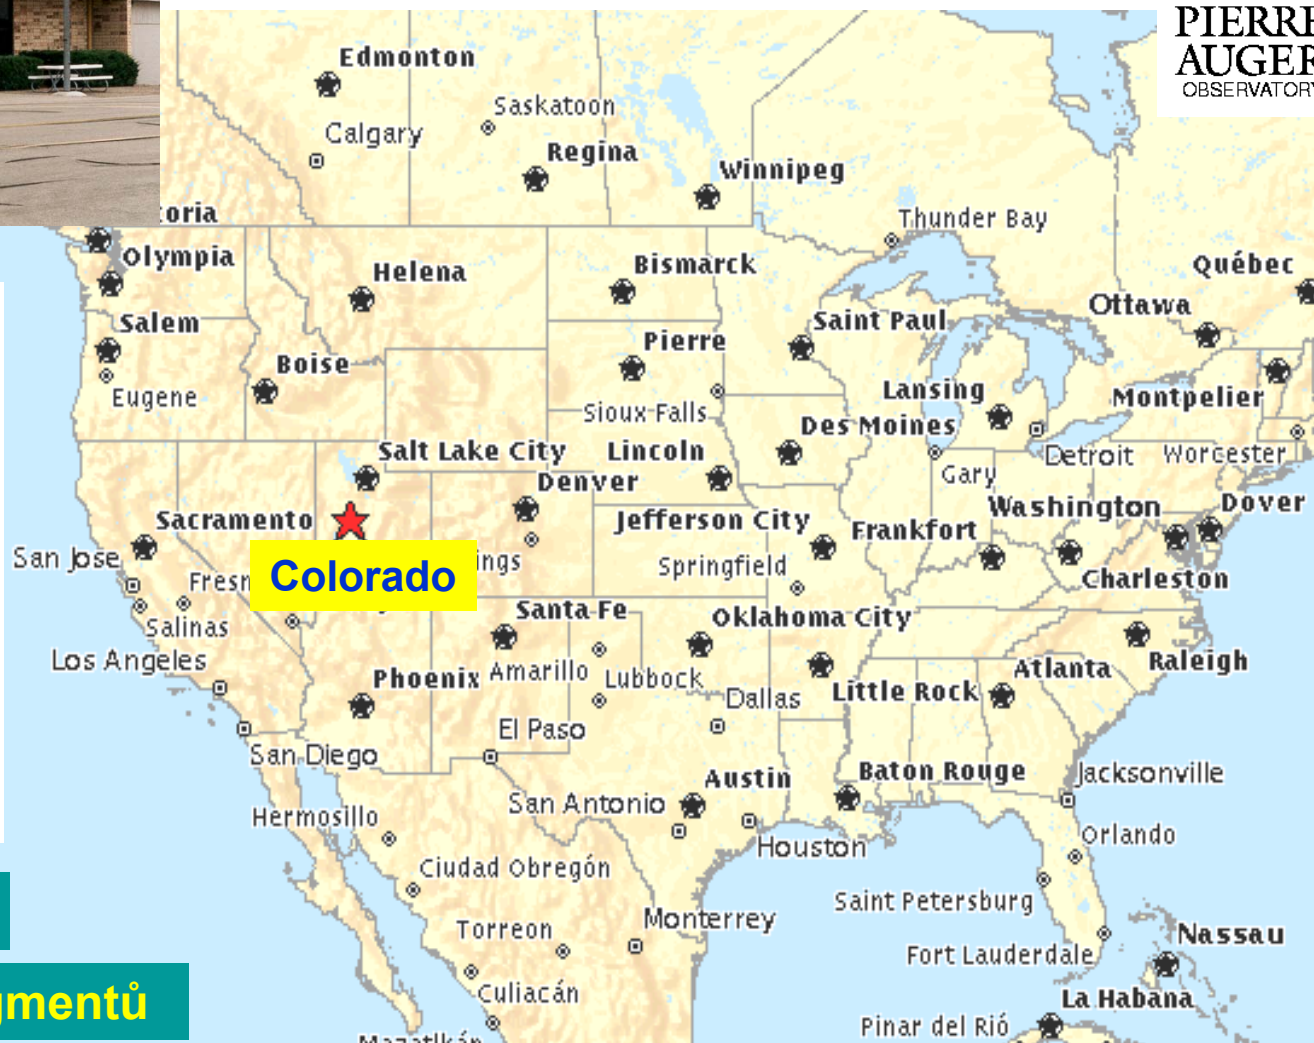 PIERRE
AUGER
OBSERVATORY
Edmonton
Saskatoon
Calgary
Regina
Winnipeg
Thunder Bay
Olympia
Helena
Bismarck
Québec
Ottawa
Salem
Saint Paul
Pierre
Boise
Lansing
Montpelier
Eugene
Sioux Falls
Des Moines
Salt Lake City
Lincoln
Gary
Detroit
Worcester
Denver
Washington
Dover
Sacramento
Jefferson City
Frankfort
San Jose
Springfield
Charleston
Colorado
Santa Fe
Oklahoma City
Salinas
Los Angeles
Phoenix
Amarillo
Lubbock
Little Rock
Atlanta
Raleigh
Dallas
El Paso
San Diego
Austin
Baton Rouge
Jacksonville
San Antonio
Hermosillo
Houston
Orlando
Ciudad Obregón
Saint Petersburg
Torreon
Monterrey
Nassau
Fort Lauderdale
Culiacán
La Habana
Pinar del Rió